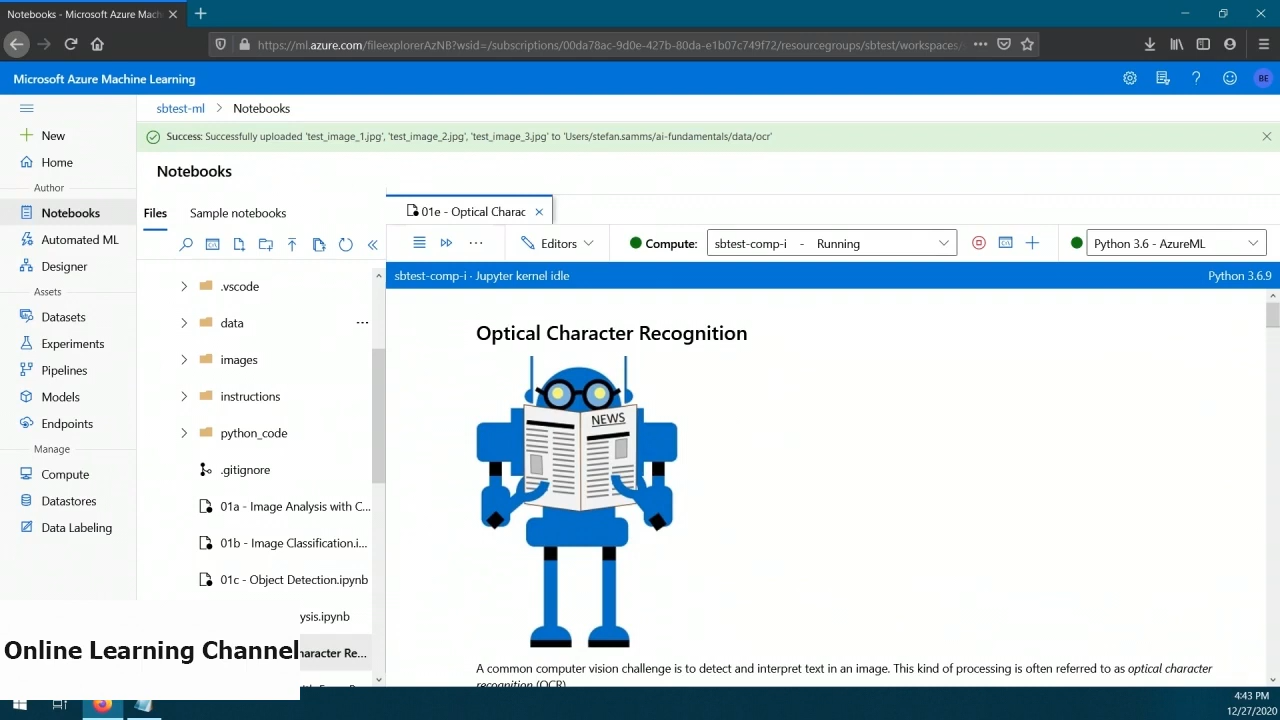 Notebooks - Microsoft Azure Mach
https://ml.azure.com/fileexplorerAzNB?wsid=/subscriptions/00da78ac-9d0e-427b-80da-e1b07c749f72/resourcegroups/sbtest/workspaces/
Microsoft Azure Machine Learning
BE
sbtest-ml > Notebooks
New
Home
Author
Notebooks
Automated ML
Designer
Assets
Datasets
Experiments
Pipelines
Models
Endpoints
Manage
Compute
Datastores
Data Labeling
Success: Successfully uploaded 'test_image_1.jpg', 'test_image_2.jpg', 'test_image_3.jpg' to 'Users/stefan.samms/ai-fundamentals/data/ocr'
Notebooks
Files Sample notebooks
.vscode
data
images
instructions
python_code
.gitignore
01a - Image Analysis with C...
01b - Image Classification.i...
01c - Object Detection.ipynb
ysis.ipynb
haracter Re...
01e - Optical Charac
Editors Compute: sbtest-comp-i - Running Python 3.6 - AzureML
sbtest-comp-i · Jupyter kernel idle Python 3.6.9
Optical Character Recognition
NEWS
A common computer vision challenge is to detect and interpret text in an image. This kind of processing is often referred to as optical character
recognition (OCR)
Online Learning Channel
4:43 PM
12/27/2020